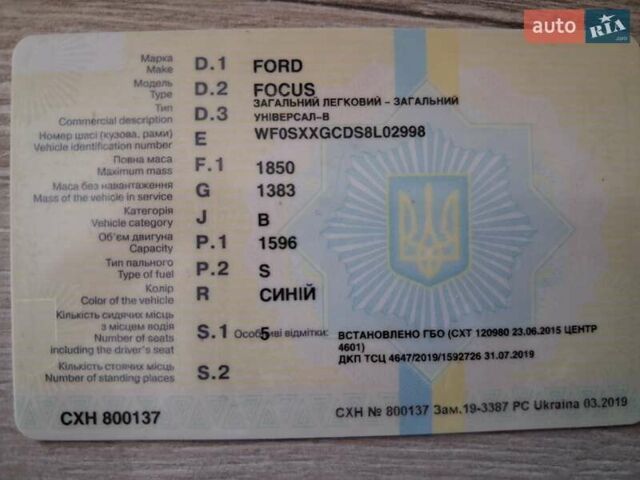 auto RIA.com
Марка
Make D.1 FORD
Модель
Type D.2 FOCUS
Тип
Commercial description D.3 ЗАГАЛЬНИЙ ЛЕГКОВИЙ - ЗАГАЛЬНИЙ
УНІВЕРСАЛ-В
Номер шасі (кузова, рами)
Vehicle identification number E WF0SXXGCDS8L02998
Повна маса
Maximum mass F.1 1850
Маса без навантаження
Mass of the vehicle in service G 1383
Категорія
Vehicle category J B
Об'єм двигуна
Capacity P.1 1596
Тип пального
Type of fuel P.2 S
Колір
Color of the vehicle R СИНІЙ
Кількість сидячих місць
з місцем водія
Number of seats
including the driver's seat S.1 5
Особливі відмітки: ВСТАНОВЛЕНО ГБО (СХТ 120980 23.06.2015 ЦЕНТР
4601)
ДКП ТСЦ 4647/2019/1592726 31.07.2019
Кількість стоячих місць
Number of standing places S.2
СХН 800137
СХН № 800137 Зам.19-3387 PC Ukraina 03.2019